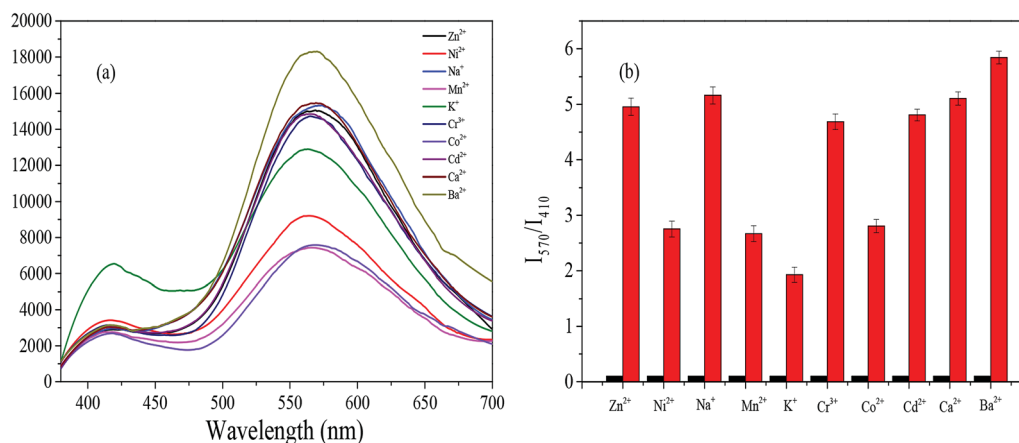 (a)
20000
18000
16000
14000
12000
10000
8000
6000
4000
2000
0
400 450 500 550 600 650 700
Wavelength (nm)
Zn²⁺
Ni²⁺
Na⁺
Mn²⁺
K⁺
Cr³⁺
Co²⁺
Cd²⁺
Ca²⁺
Ba²⁺
(b)
I₅₇₀/I₄₁₀
6
5
4
3
2
1
0
Zn²⁺ Ni²⁺ Na⁺ Mn²⁺ K⁺ Cr³⁺ Co²⁺ Cd²⁺ Ca²⁺ Ba²⁺